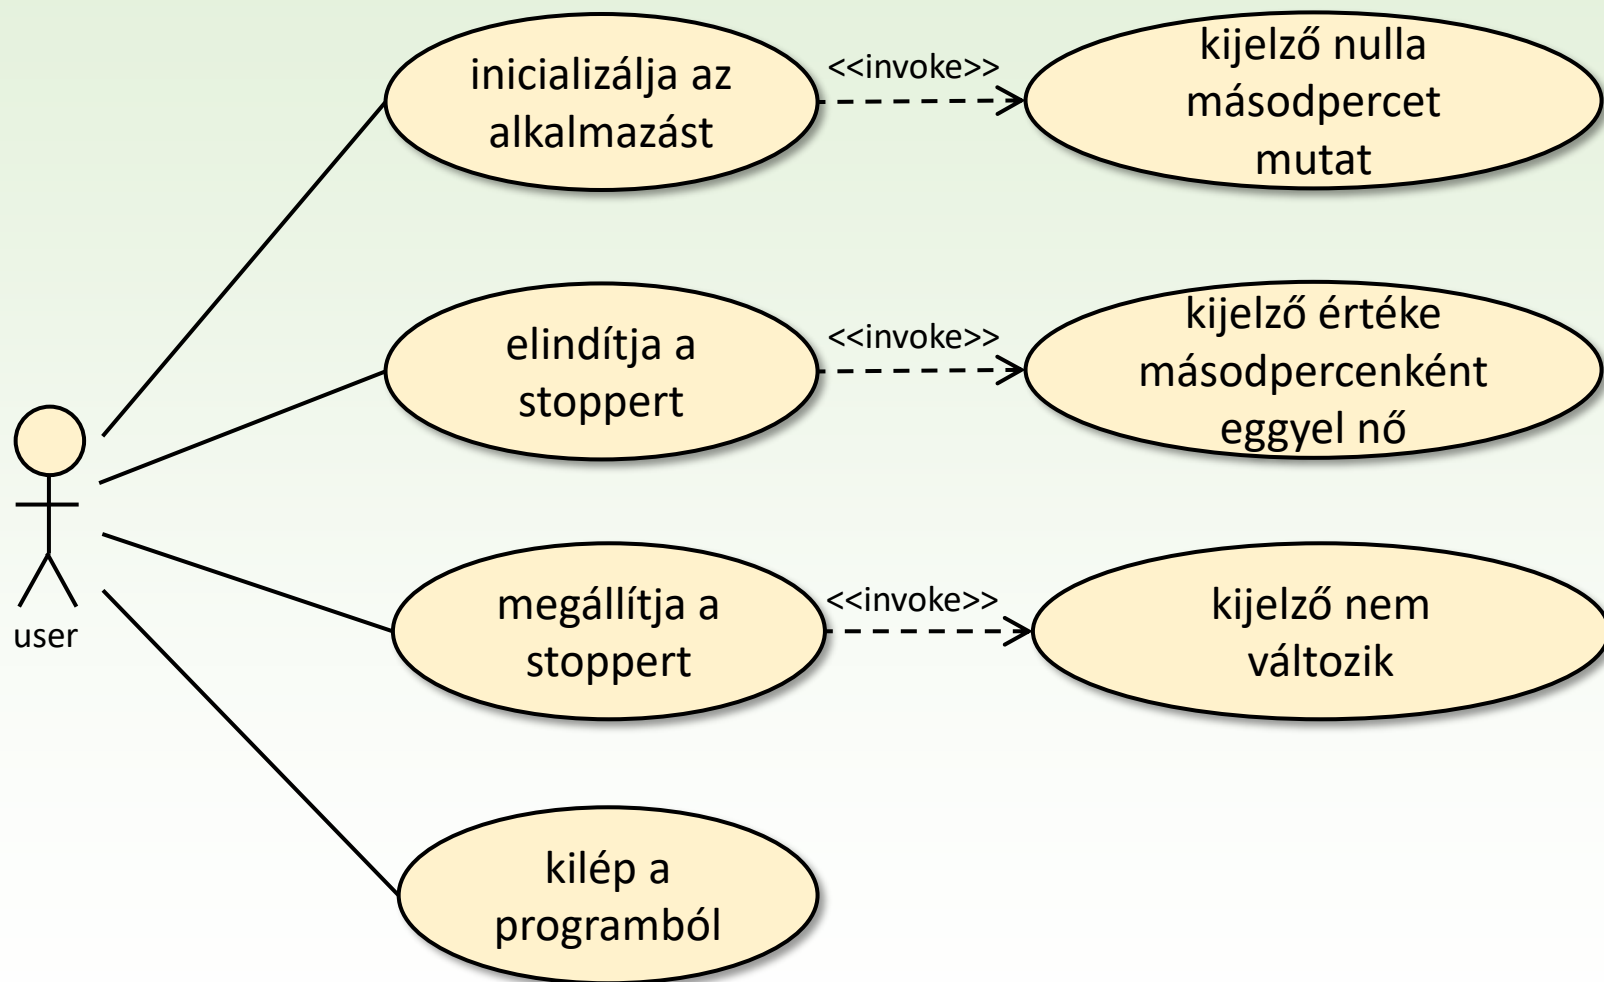 inicializálja az
alkalmazást
<<invoke>>
kijelző nulla
másodpercet
mutat
elindítja a
stoppert
<<invoke>>
kijelző értéke
másodpercenként
eggyel nő
user
megállítja a
stoppert
<<invoke>>
kijelző nem
változik
kilép a
programból